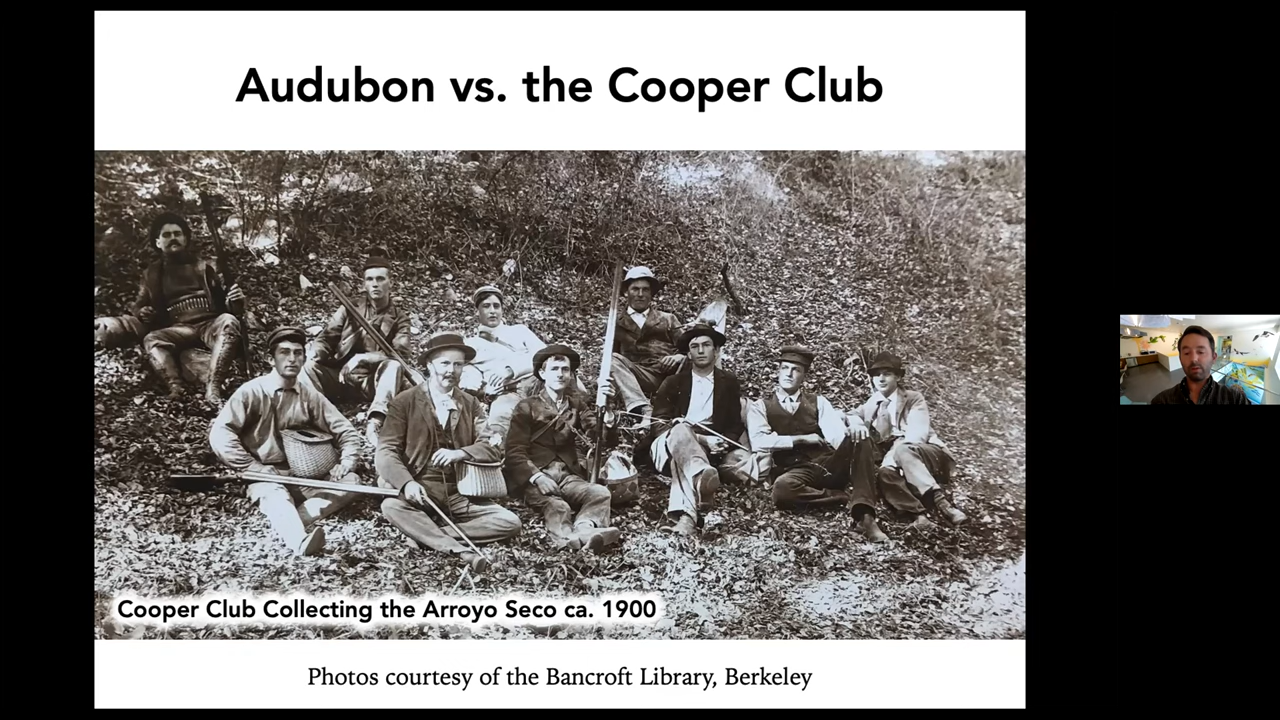 Audubon vs. the Cooper Club
Cooper Club Collecting the Arroyo Seco ca. 1900
Photos courtesy of the Bancroft Library, Berkeley